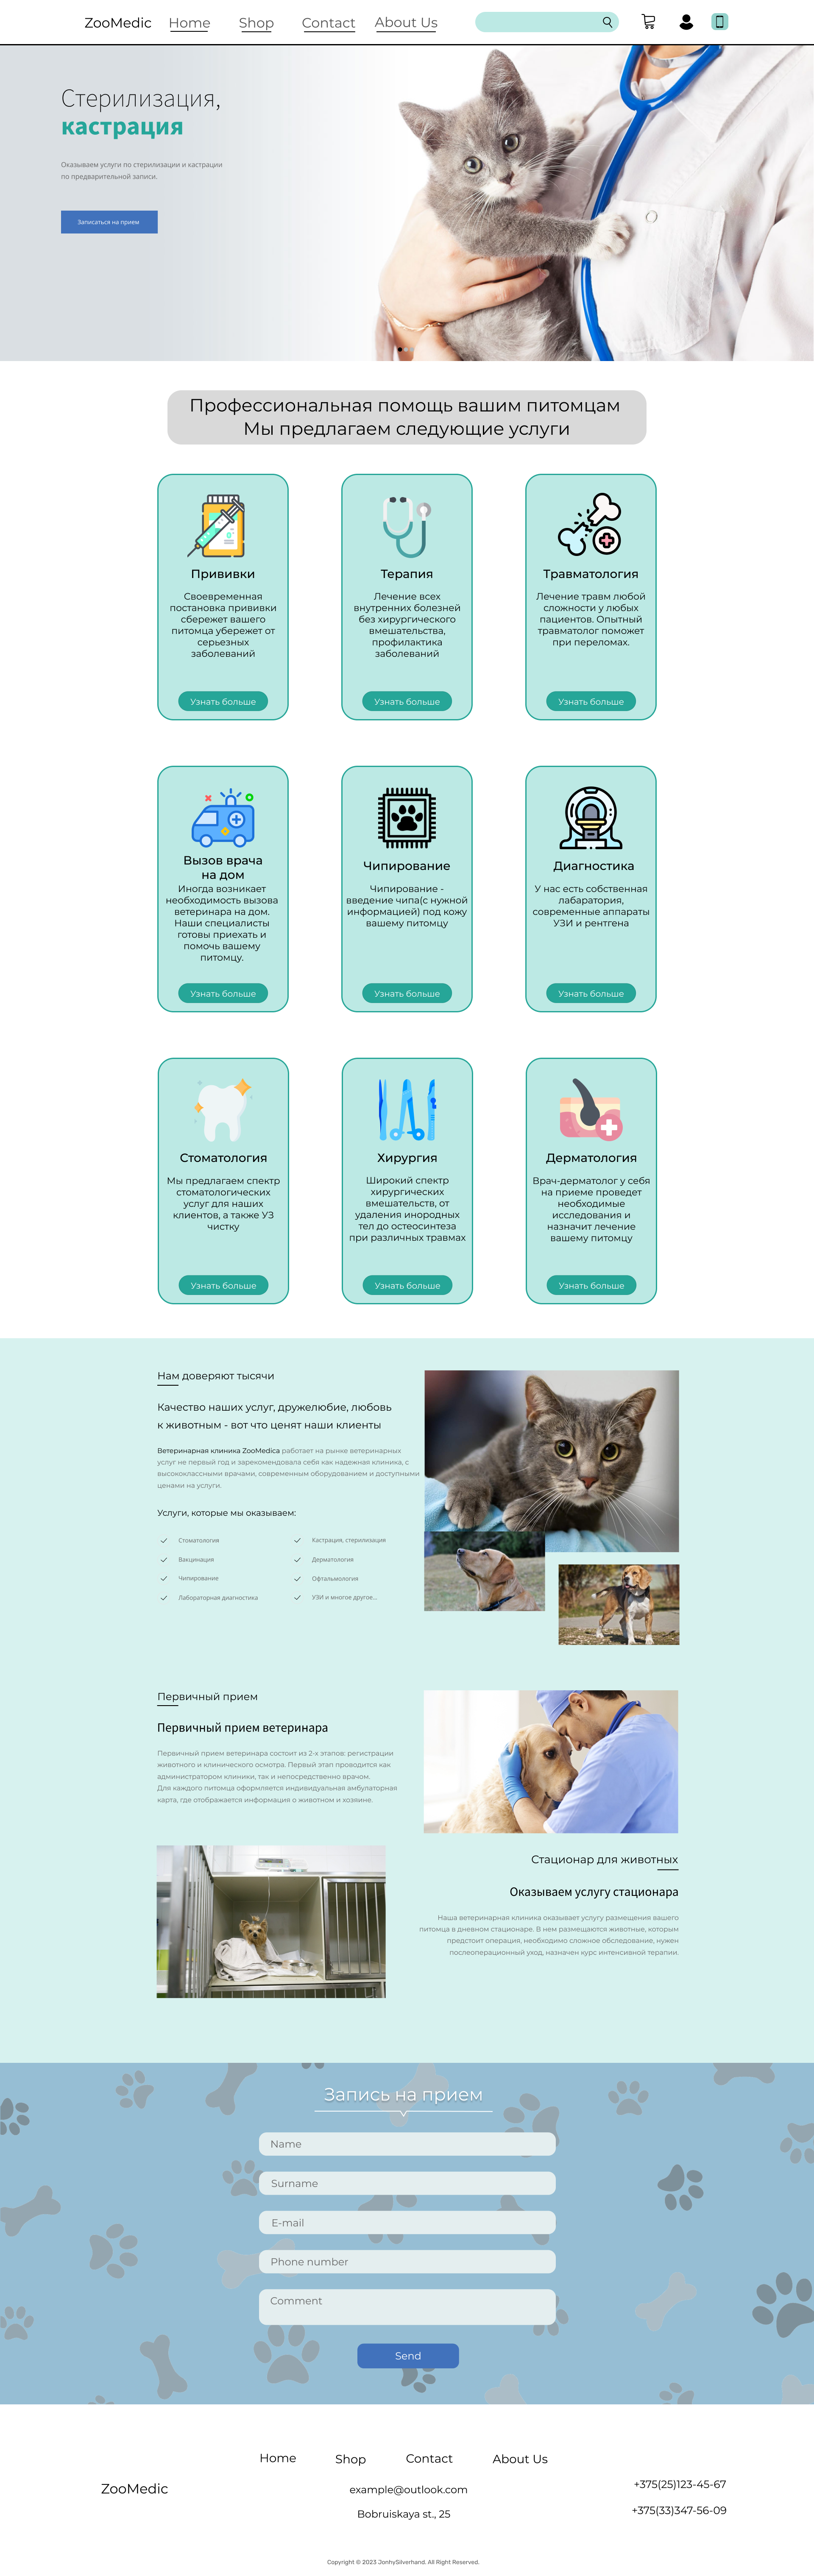 ZooMedic
Home
Shop
Contact
About Us
Стерилизация,
кастрация
Оказываем услуги по стерилизации и кастрации
по предварительной записи.
Записаться на прием
Профессиональная помощь вашим питомцам
Мы предлагаем следующие услуги
Прививки
Своевременная
постановка прививки
сбережет вашего
питомца убережет от
серьезных
заболеваний
Узнать больше
Терапия
Лечение всех
внутренних болезней
без хирургического
вмешательства,
профилактика
заболеваний
Узнать больше
Травматология
Лечение травм любой
сложности у любых
пациентов. Опытный
травматолог поможет
при переломах.
Узнать больше
Вызов врача
на дом
Иногда возникает
необходимость вызова
ветеринара на дом.
Наши специалисты
готовы приехать и
помочь вашему
питомцу.
Узнать больше
Чипирование
Чипирование -
введение чипа(с нужной
информацией) под кожу
вашему питомцу
Узнать больше
Диагностика
У нас есть собственная
лабаратория,
современные аппараты
УЗИ и рентгена
Узнать больше
Стоматология
Мы предлагаем спектр
стоматологических
услуг для наших
клиентов, а также УЗ
чистку
Узнать больше
Хирургия
Широкий спектр
хирургических
вмешательств, от
удаления инородных
тел до остеосинтеза
при различных травмах
Узнать больше
Дерматология
Врач-дерматолог у себя
на приеме проведет
необходимые
исследования и
назначит лечение
вашему питомцу
Узнать больше
Нам доверяют тысячи
Качество наших услуг, дружелюбие, любовь
к животным - вот что ценят наши клиенты
Ветеринарная клиника ZooMedica работает на рынке ветеринарных
услуг не первый год и зарекомендовала себя как надежная клиника, с
высококлассными врачами, современным оборудованием и доступными
ценами на услуги.
Услуги, которые мы оказываем:
Стоматология
Кастрация, стерилизация
Вакцинация
Дерматология
Чипирование
Офтальмология
Лабораторная диагностика
УЗИ и многое другое...
Первичный прием
Первичный прием ветеринара
Первичный прием ветеринара состоит из 2-х этапов: регистрации
животного и клинического осмотра. Первый этап проводится как
администратором клиники, так и непосредственно врачом.
Для каждого питомца оформляется индивидуальная амбулаторная
карта, где отображается информация о животном и хозяине.
Стационар для животных
Оказываем услугу стационара
Наша ветеринарная клиника оказывает услугу размещения вашего
питомца в дневном стационаре. В нем размещаются животные, которым
предстоит операция, необходимо сложное обследование, нужен
послеоперационный уход, назначен курс интенсивной терапии.
Запись на прием
Name
Surname
E-mail
Phone number
Comment
Send
Home
Shop
Contact
About Us
ZooMedic
example@outlook.com
Bobruiskaya st., 25
+375(25)123-45-67
+375(33)347-56-09
Copyright © 2023 JonhySilverhand. All Right Reserved.